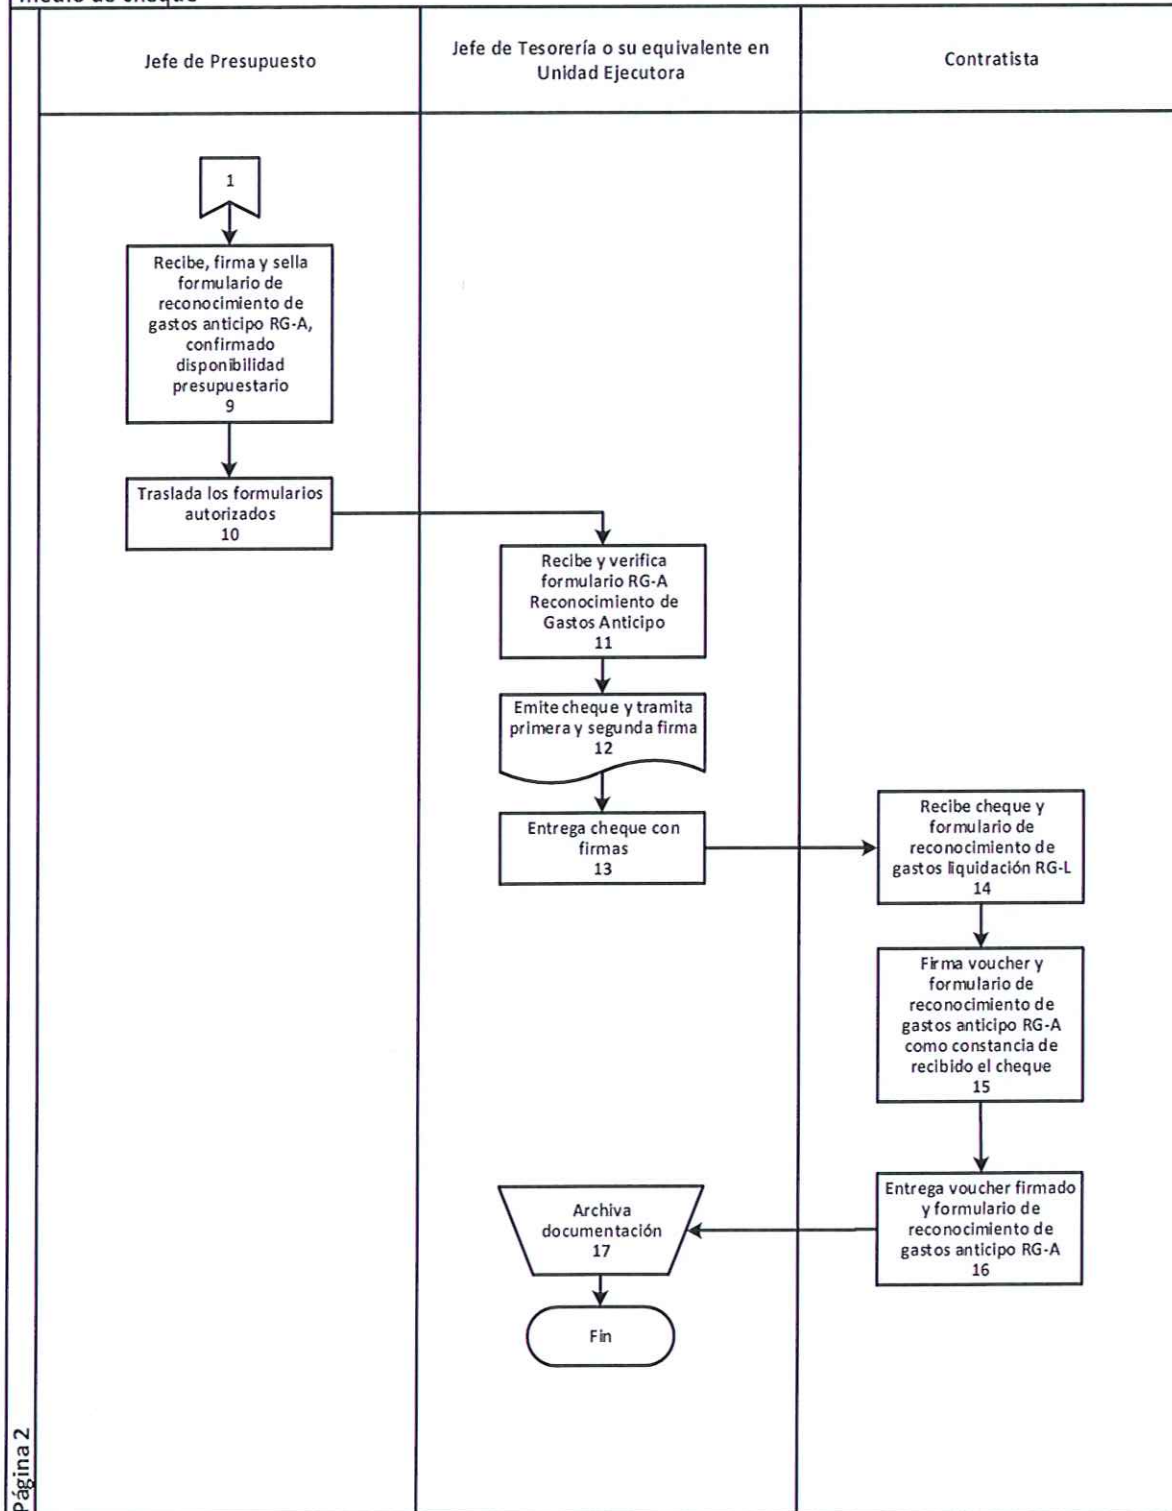 medio de cheque
Jefe de Presupuesto
Jefe de Tesorería o su equivalente en
Unidad Ejecutora
Contratista
1
Recibe, firma y sella
formulario de
reconocimiento de
gastos anticipo RG-A,
confirmado
disponibilidad
presupuestario
9
Traslada los formularios
autorizados
10
Recibe y verifica
formulario RG-A
Reconocimiento de
Gastos Anticipo
11
Emite cheque y tramita
primera y segunda firma
12
Entrega cheque con
firmas
13
Recibe cheque y
formulario de
reconocimiento de
gastos liquidación RG-L
14
Firma voucher y
formulario de
reconocimiento de
gastos anticipo RG-A
como constancia de
recibido el cheque
15
Entrega voucher firmado
y formulario de
reconocimiento de
gastos anticipo RG-A
16
Archiva
documentación
17
Fin
Página 2